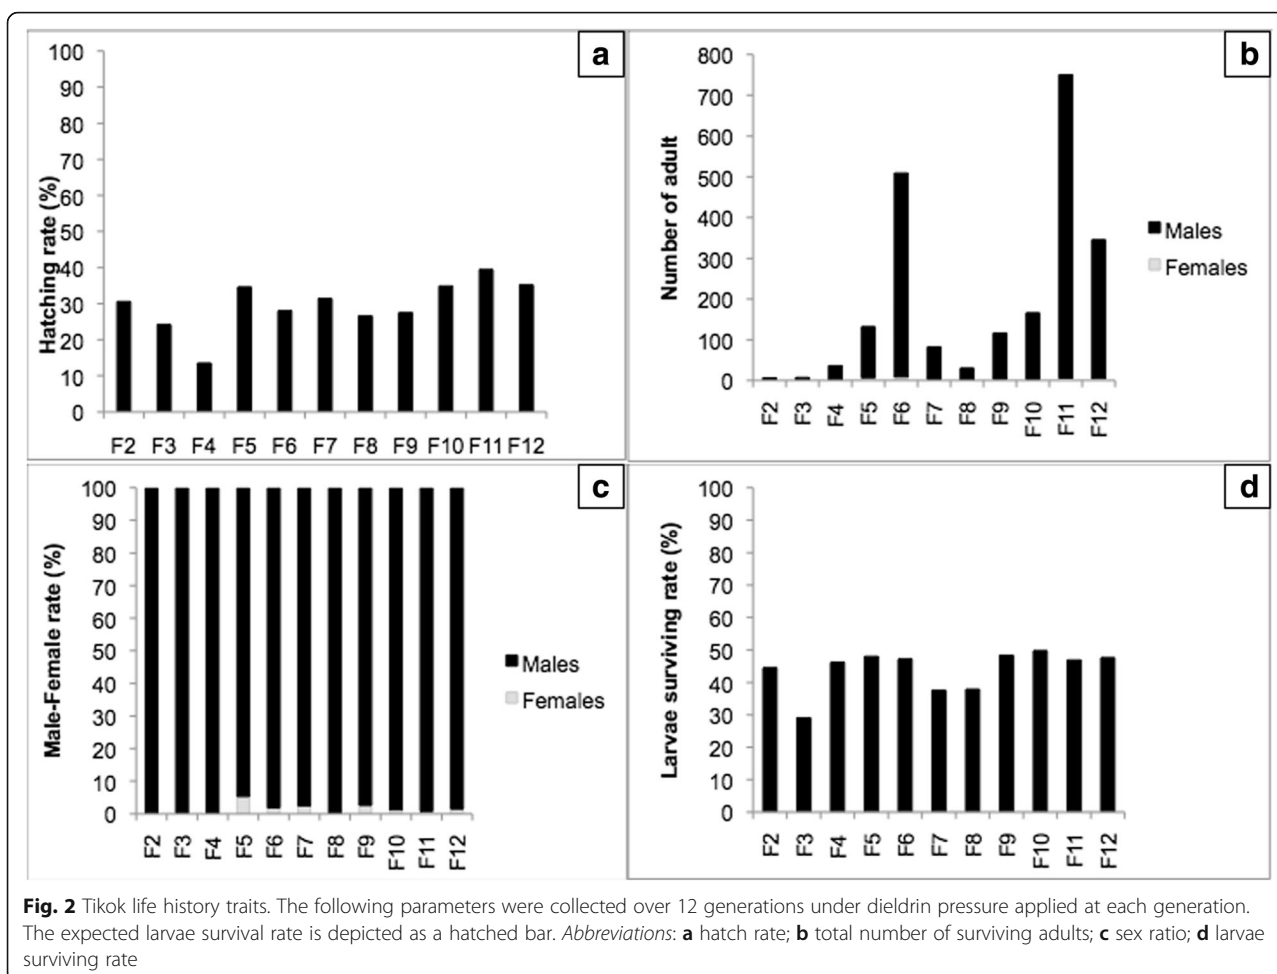 a
100
90
80
70
60
50
40
30
20
10
0
Hatching rate (%)
F2 F3 F4 F5 F6 F7 F8 F9 F10 F11 F12
b
800
700
600
500
400
300
200
100
0
Number of adult
F2 F3 F4 F5 F6 F7 F8 F9 F10 F11 F12
Males
Females
c
100
90
80
70
60
50
40
30
20
10
0
Male-Female rate (%)
F2 F3 F4 F5 F6 F7 F8 F9 F10 F11 F12
Males
Females
d
100
90
80
70
60
50
40
30
20
10
0
Larvae surviving rate (%)
F2 F3 F4 F5 F6 F7 F8 F9 F10 F11 F12
Fig. 2 Tikok life history traits. The following parameters were collected over 12 generations under dieldrin pressure applied at each generation.
The expected larvae survival rate is depicted as a hatched bar. Abbreviations: a hatch rate; b total number of surviving adults; c sex ratio; d larvae
surviving rate